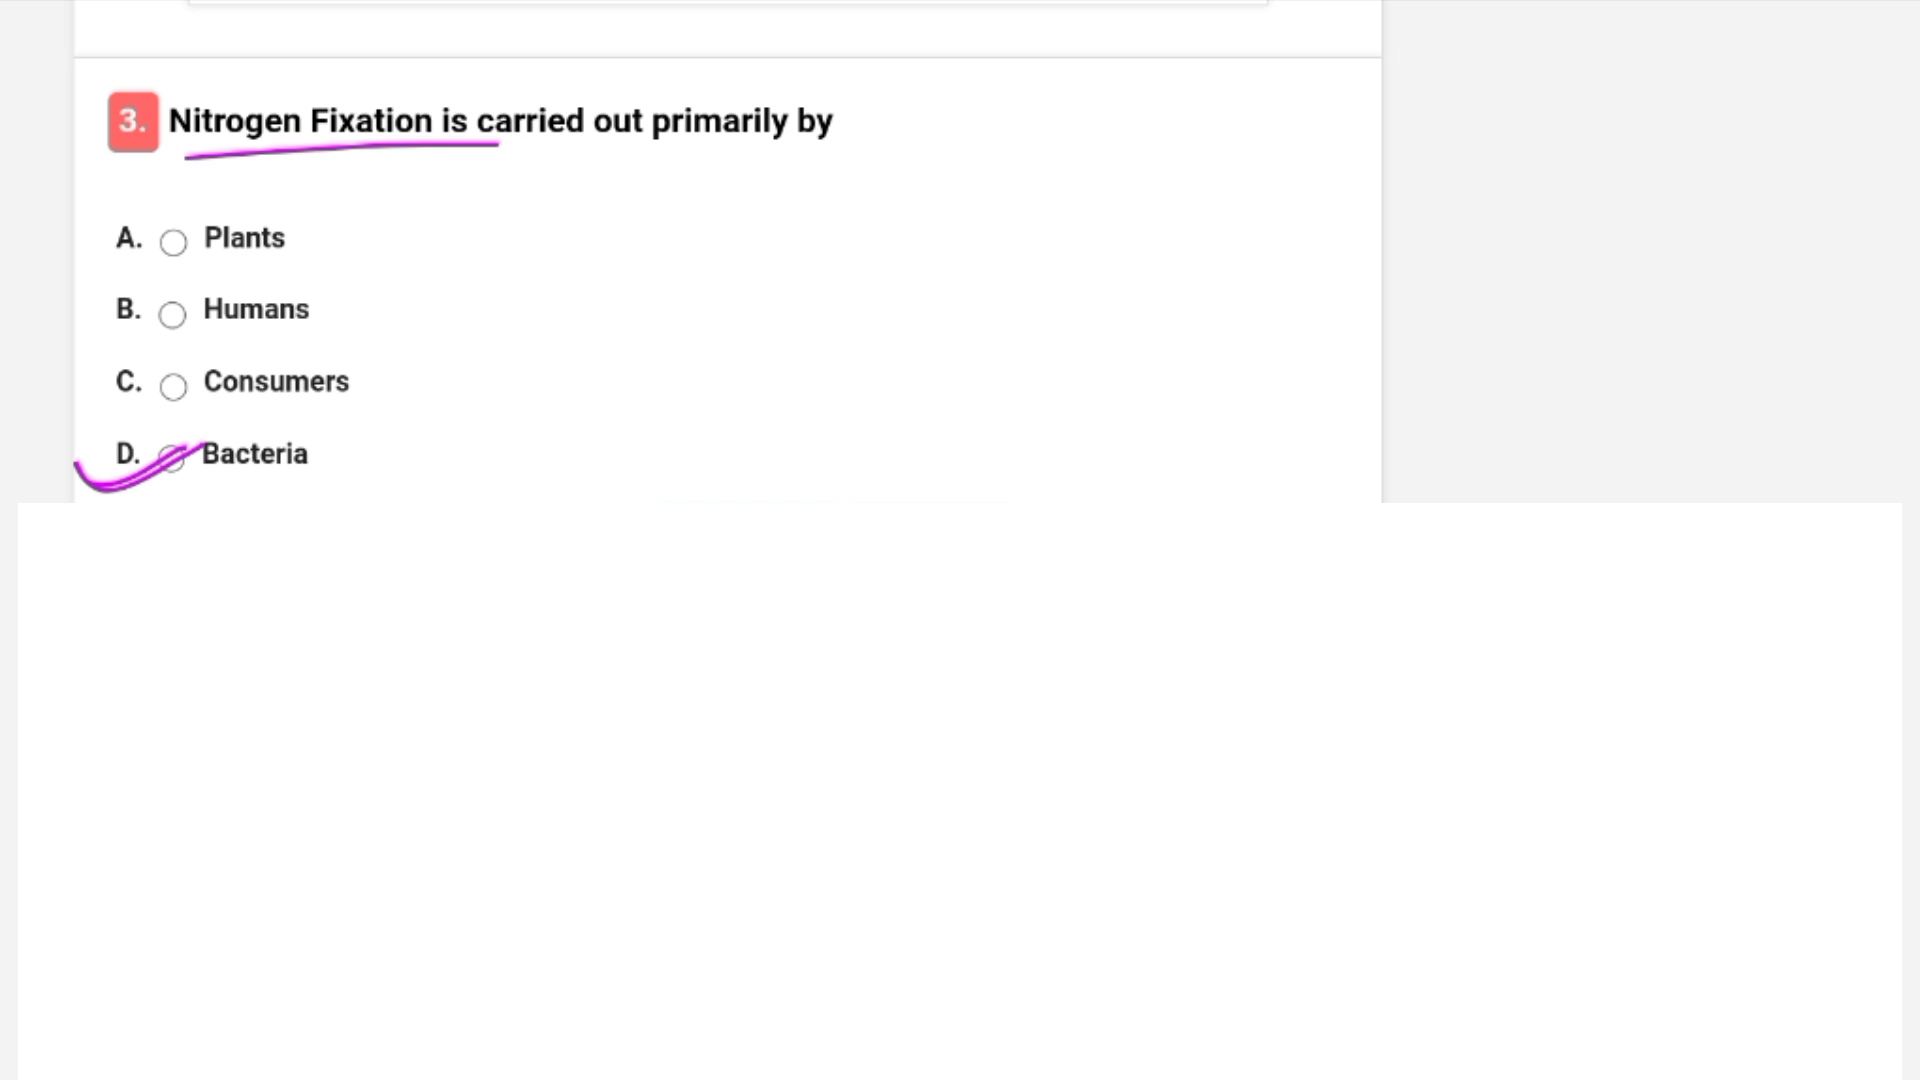 3. Nitrogen Fixation is carried out primarily by
A. Plants
B. Humans
C. Consumers
D. Bacteria